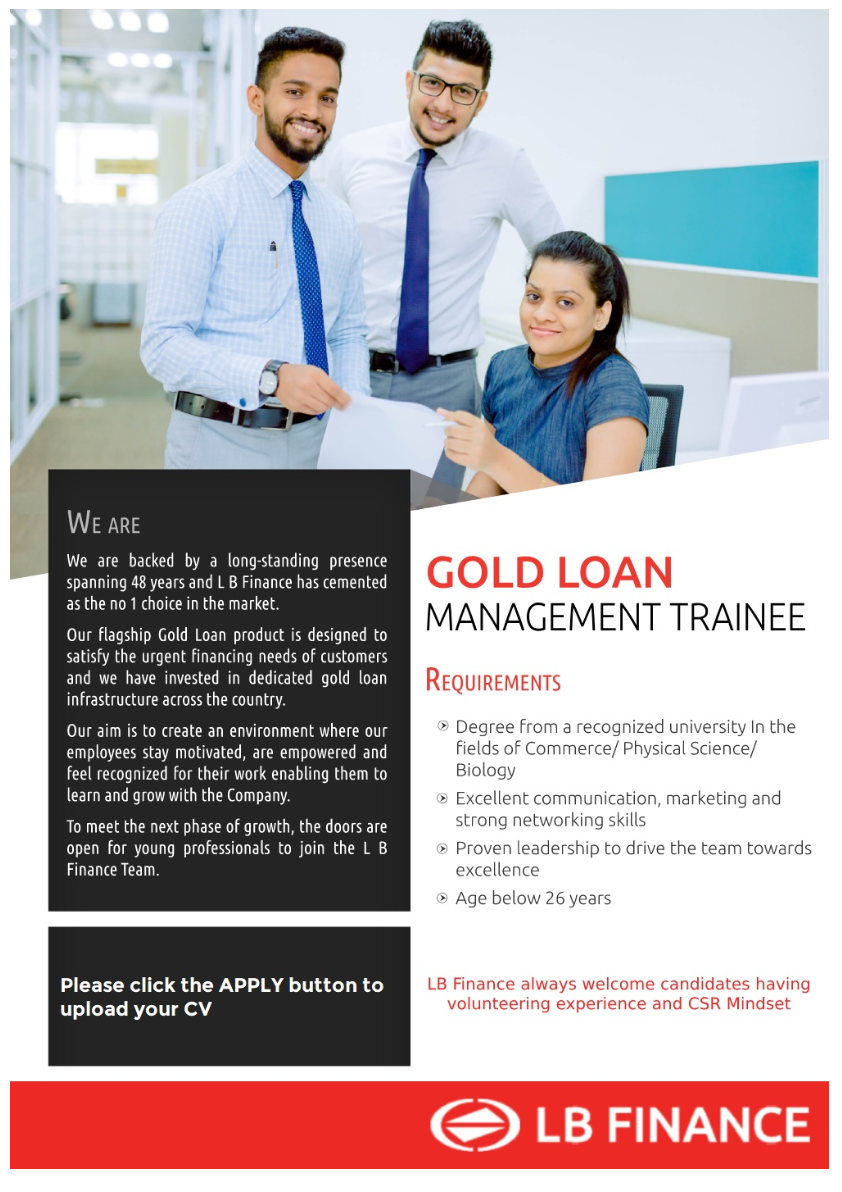 WE ARE
We are backed by a long-standing presence
spanning 48 years and L B Finance has cemented
as the no 1 choice in the market.
Our flagship Gold Loan product is designed to
satisfy the urgent financing needs of customers
and we have invested in dedicated gold loan
infrastructure across the country.
Our aim is to create an environment where our
employees stay motivated, are empowered and
feel recognized for their work enabling them to
learn and grow with the Company.
To meet the next phase of growth, the doors are
open for young professionals to join the L B
Finance Team.
Please click the APPLY button to
upload your CV
GOLD LOAN
MANAGEMENT TRAINEE
REQUIREMENTS
Degree from a recognized university In the
fields of Commerce/ Physical Science/
Biology
Excellent communication, marketing and
strong networking skills
Proven leadership to drive the team towards
excellence
Age below 26 years
LB Finance always welcome candidates having
volunteering experience and CSR Mindset
LB FINANCE